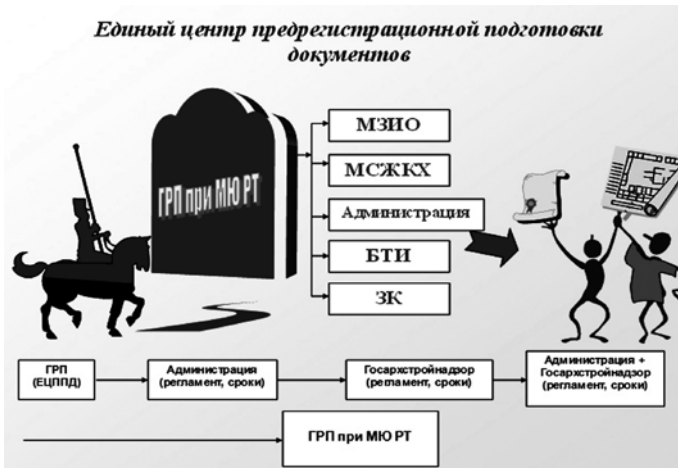 Единый центр предрегистрационной подготовки
документов
ГРП при МЮ РТ
МЗИО
МСЖКХ
Администрация
БТИ
ЗК
ГРП
(ЕЦППД)
Администрация
(регламент, сроки)
Госархстройнадзор
(регламент, сроки)
Администрация +
Госархстройнадзор
(регламент, сроки)
ГРП при МЮ РТ